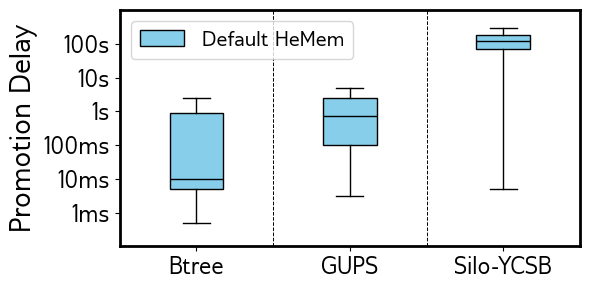 Promotion Delay
100s
10s
1s
100ms
10ms
1ms
Default HeMem
Btree
GUPS
Silo-YCSB